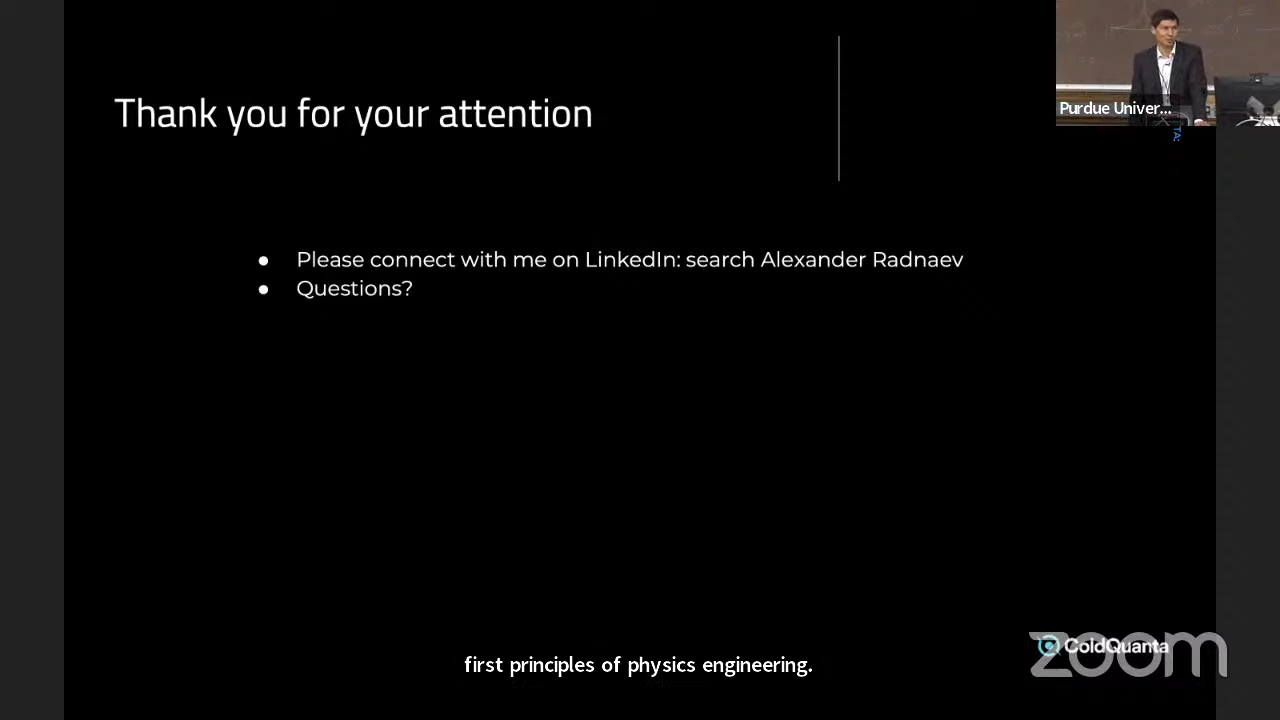 Thank you for your attention
Purdue Univer...
TA:
● Please connect with me on LinkedIn: search Alexander Radnaev
● Questions?
ColdQuanta
zoom
first principles of physics engineering.